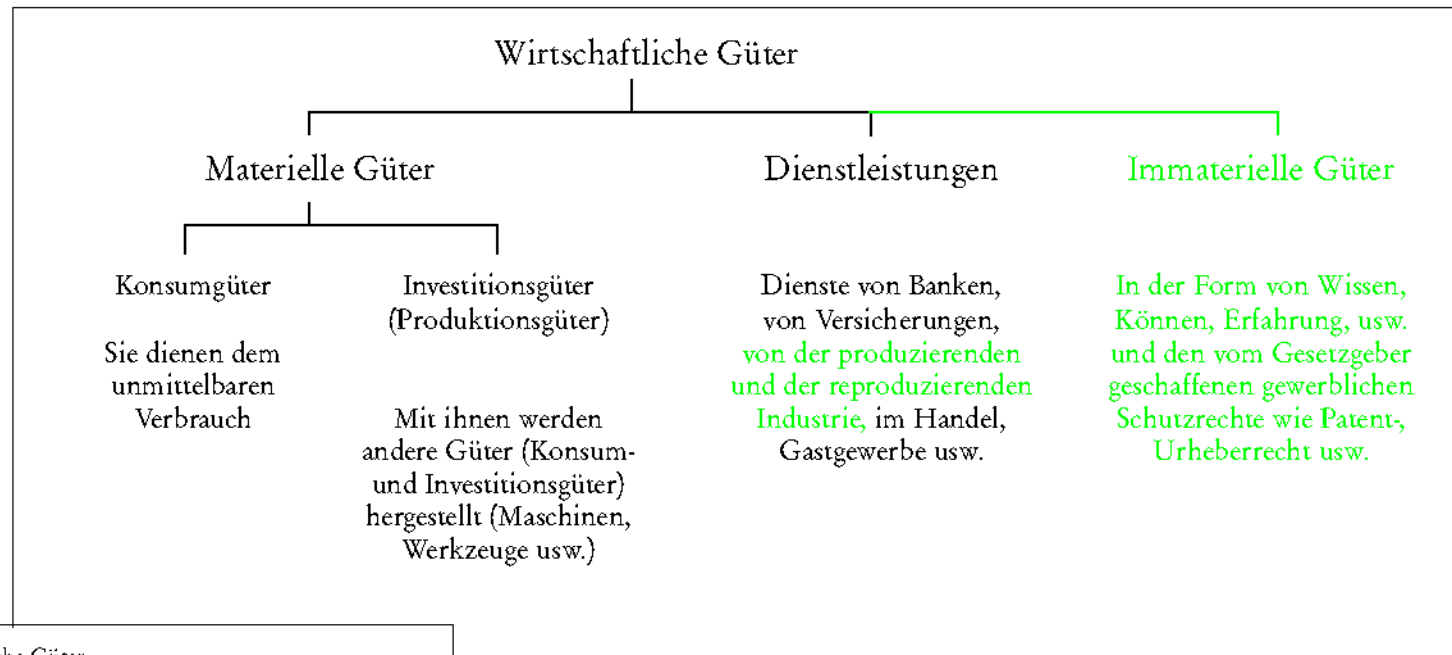 Wirtschaftliche Güter
Materielle Güter
Dienstleistungen
Immaterielle Güter
Konsumgüter
Sie dienen dem
unmittelbaren
Verbrauch
Investitionsgüter
(Produktionsgüter)
Mit ihnen werden
andere Güter (Konsum-
und Investitionsgüter)
hergestellt (Maschinen,
Werkzeuge usw.)
Dienste von Banken,
von Versicherungen,
von der produzierenden
und der reproduzierenden
Industrie, im Handel,
Gastgewerbe usw.
In der Form von Wissen,
Können, Erfahrung, usw.
und den vom Gesetzgeber
geschaffenen gewerblichen
Schutzrechte wie Patent-,
Urheberrecht usw.
Güter